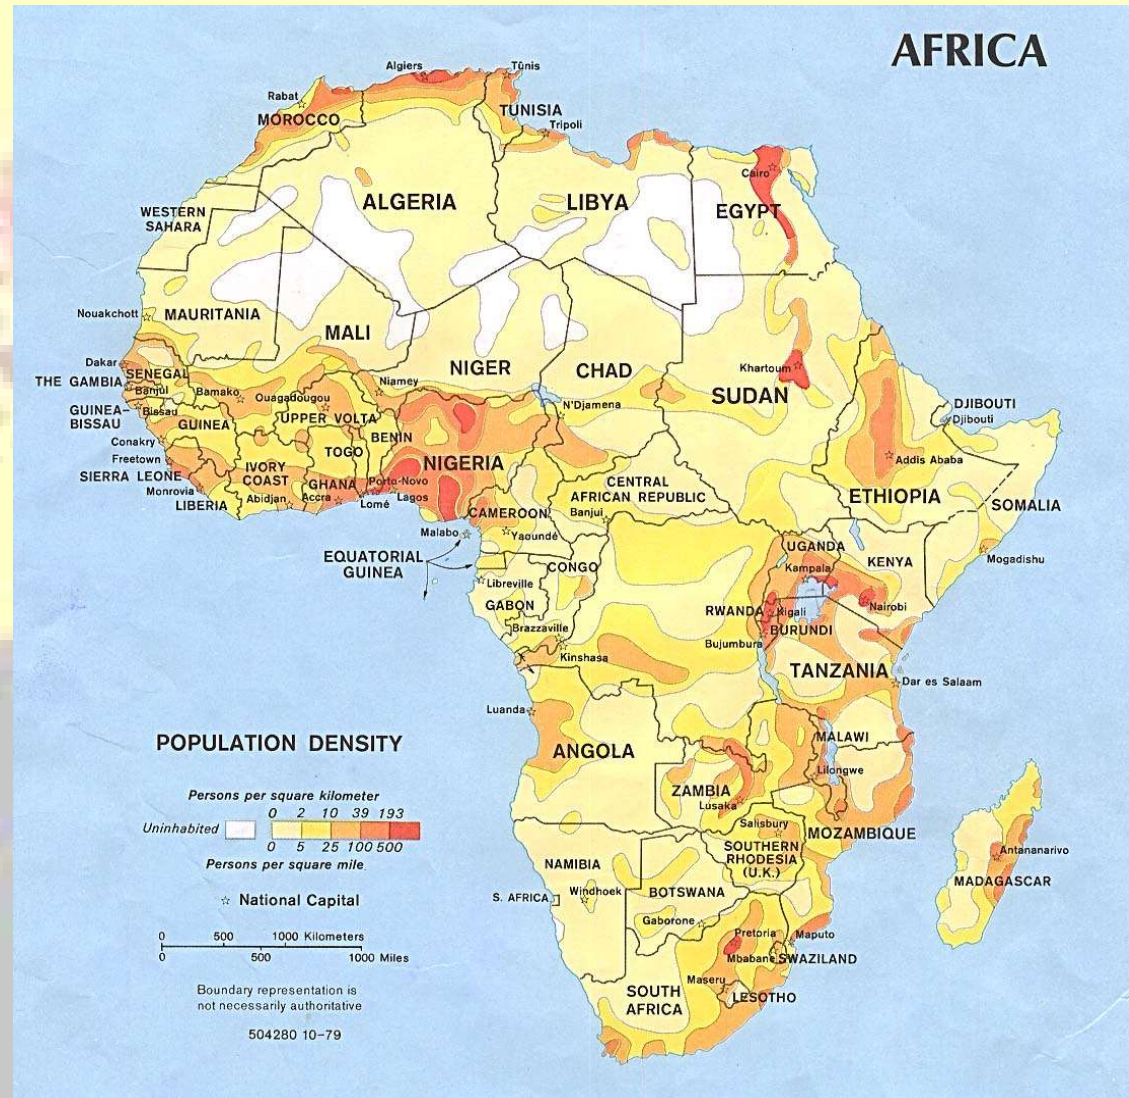 AFRICA
Algiers
Tūnis
Rabat
MOROCCO
TUNISIA
Tripoli
Cairo
ALGERIA
LIBYA
EGYPT
WESTERN
SAHARA
Nouakchott
MAURITANIA
MALI
NIGER
CHAD
Khartoum
SUDAN
Dakar
SENEGAL
THE GAMBIA
Banjul
Bamako
Ouagadougou
Niamey
N'Djamena
DJIBOUTI
Djibouti
GUINEA-
BISSAU
Bissau
GUINEA
UPPER VOLTA
BENIN
Conakry
Freetown
SIERRA LEONE
Monrovia
LIBERIA
IVORY
COAST
Abidjan
TOGO
GHANA
Accra
Lomé
Porto-Novo
Lagos
NIGERIA
Addis Ababa
ETHIOPIA
SOMALIA
CENTRAL
AFRICAN REPUBLIC
Banjui
CAMEROON
Malabo
Yaoundé
EQUATORIAL
GUINEA
CONGO
UGANDA
Kampala
KENYA
Mogadishu
Libreville
GABON
RWANDA
Kigali
Nairobi
Brazzaville
BURUNDI
Bujumbura
Kinshasa
TANZANIA
Dar es Salaam
Luanda
ANGOLA
MALAWI
Lilongwe
ZAMBIA
Lusaka
Salisbury
MOZAMBIQUE
SOUTHERN
RHODESIA
(U.K.)
Antananarivo
MADAGASCAR
NAMIBIA
Windhoek
S. AFRICA
BOTSWANA
Gaborone
Pretoria
Maputo
Mbabane
SWAZILAND
Maseru
LESOTHO
SOUTH
AFRICA
POPULATION DENSITY
Persons per square kilometer
0 2 10 39 193
Uninhabited
0 5 25 100 500
Persons per square mile
National Capital
0 500 1000 Kilometers
0 500 1000 Miles
Boundary representation is
not necessarily authoritative
504280 10-79